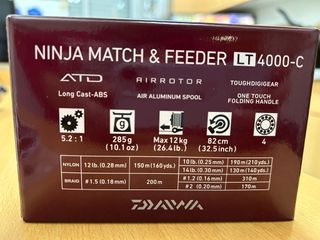 NINJA MATCH & FEEDER LT 4000-C
ATD AIRROTOR TOUGHDIGIGEAR
Long Cast-ABS AIR ALUMINUM SPOOL ONE TOUCH FOLDING HANDLE
5.2 : 1 285g (10.1oz) Max 12kg (26.4lb.) 82cm (32.5inch) 4
NYLON 12lb. (0.28mm) 150m (160yds.) 10lb. (0.25mm) 190m (210yds.)
14lb. (0.30mm) 130m (140yds.)
BRAID #1.5 (0.18mm) 200m #1.2 (0.16mm) 310m
#2 (0.20mm) 170m
DAIWA